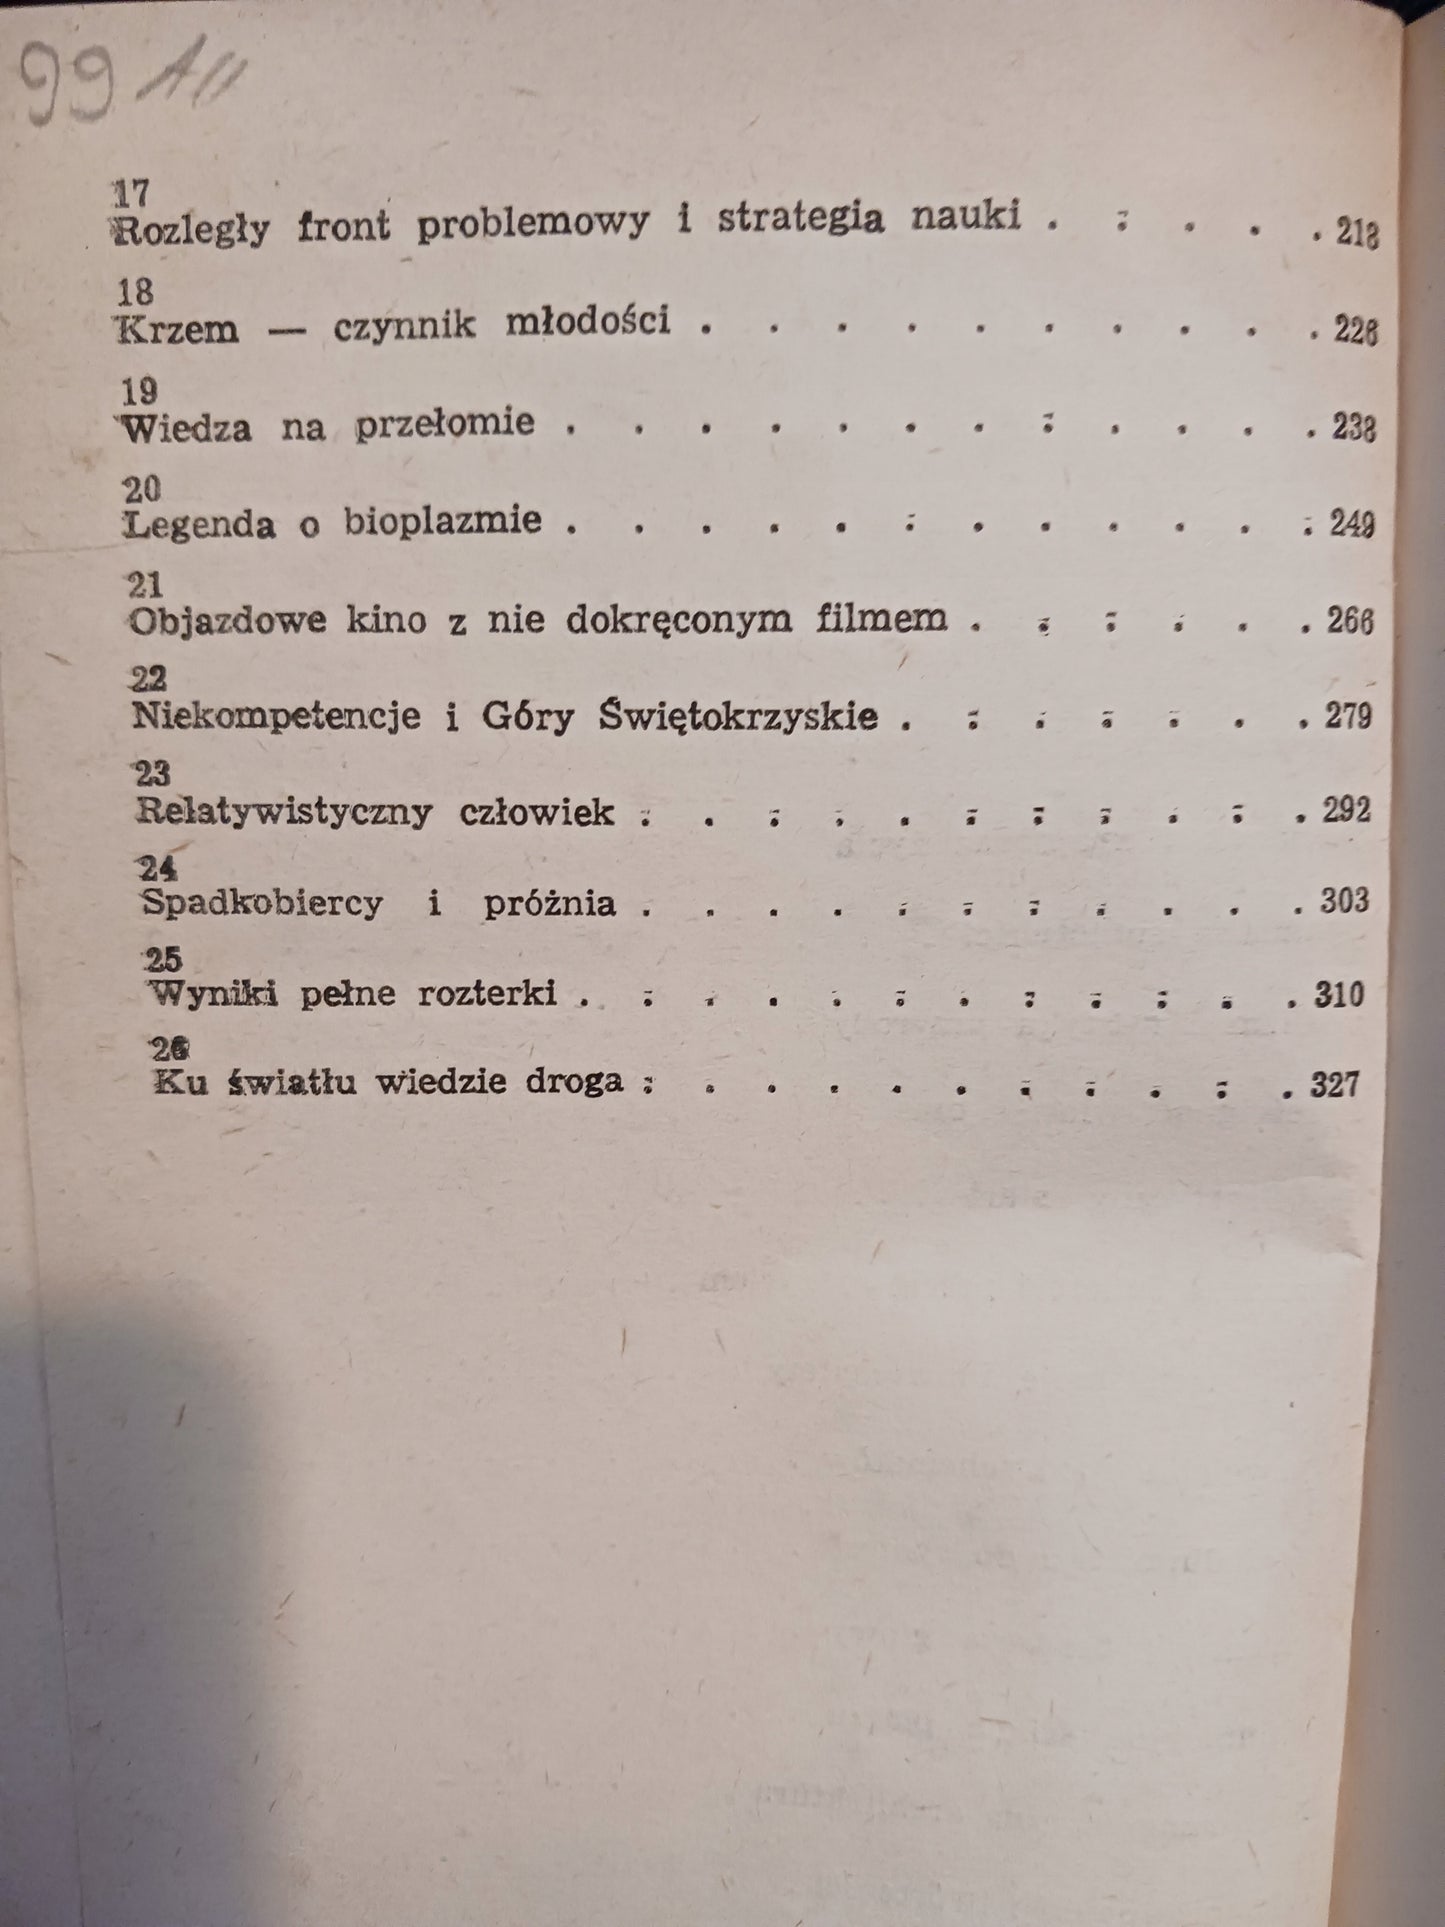 99
17
Rozległy front problemowy i strategia nauki . . . . . 218
18
Krzem — czynnik młodości . . . . . . . . . . 226
19
Wiedza na przełomie . . . . . . . . . . . . 238
20
Legenda o bioplazmie . . . . . . . . . . . . 249
21
Objazdowe kino z nie dokręconym filmem . . . . . . 266
22
Niekompetencje i Góry Świętokrzyskie . . . . . . . 279
23
Relatywistyczny człowiek . . . . . . . . . . . 292
24
Spadkobiercy i próżnia . . . . . . . . . . . 303
25
Wyniki pełne rozterki . . . . . . . . . . . . 310
26
Ku światłu wiedzie droga . . . . . . . . . . . 327